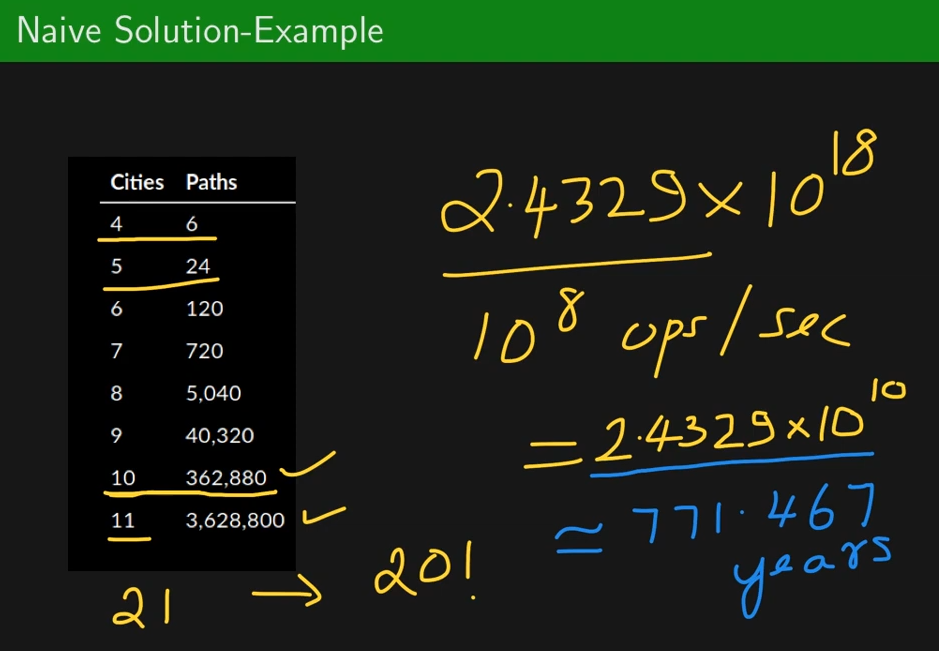 Naive Solution-Example
Cities Paths
4 6
5 24
6 120
7 720
8 5,040
9 40,320
10 362,880
11 3,628,800
21 → 20!
2.4329×10^18
10^8 ops/sec
= 2.4329×10^10
≈ 771.467
years